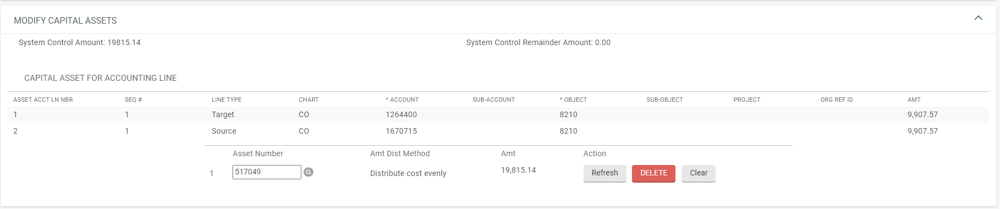 MODIFY CAPITAL ASSETS
System Control Amount: 19815.14 System Control Remainder Amount: 0.00
CAPITAL ASSET FOR ACCOUNTING LINE
ASSET ACCT LN NBR SEQ # LINE TYPE CHART * ACCOUNT SUB-ACCOUNT * OBJECT SUB-OBJECT PROJECT ORG REF ID AMT
1 1 Target CO 1264400 8210 9,907.57
2 1 Source CO 1670715 8210 9,907.57
Asset Number Amt Dist Method Amt Action
1 517049 Distribute cost evenly 19,815.14 Refresh DELETE Clear